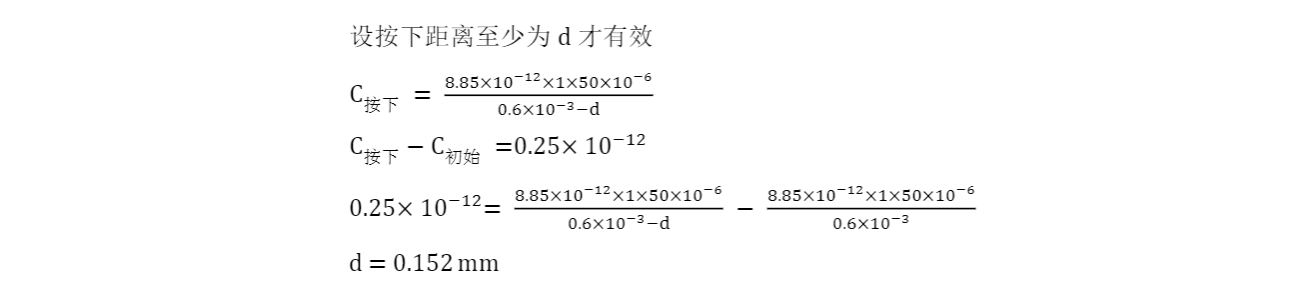 设按下距离至少为 d 才有效
C按下 = 8.85×10⁻¹²×1×50×10⁻⁶ / 0.6×10⁻³−d
C按下 − C初始 =0.25× 10⁻¹²
0.25× 10⁻¹²= 8.85×10⁻¹²×1×50×10⁻⁶ / 0.6×10⁻³−d − 8.85×10⁻¹²×1×50×10⁻⁶ / 0.6×10⁻³
d = 0.152 mm